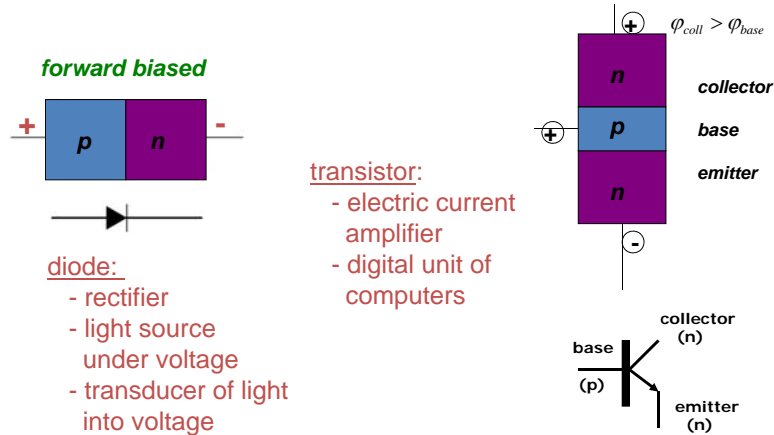 forward biased
+ p n -
diode:
- rectifier
- light source
under voltage
- transducer of light
into voltage
transistor:
- electric current
amplifier
- digital unit of
computers
+ φcoll > φbase
n collector
+ p base
n emitter
-
collector
(n)
base
(p)
emitter
(n)